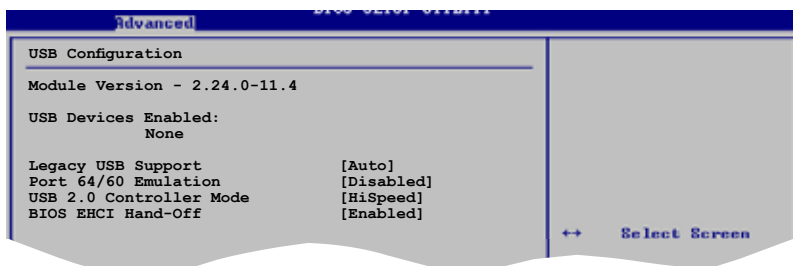 Advanced
USB Configuration
Module Version - 2.24.0-11.4
USB Devices Enabled:
None
Legacy USB Support [Auto]
Port 64/60 Emulation [Disabled]
USB 2.0 Controller Mode [HiSpeed]
BIOS EHCI Hand-Off [Enabled]
↔ Select Screen